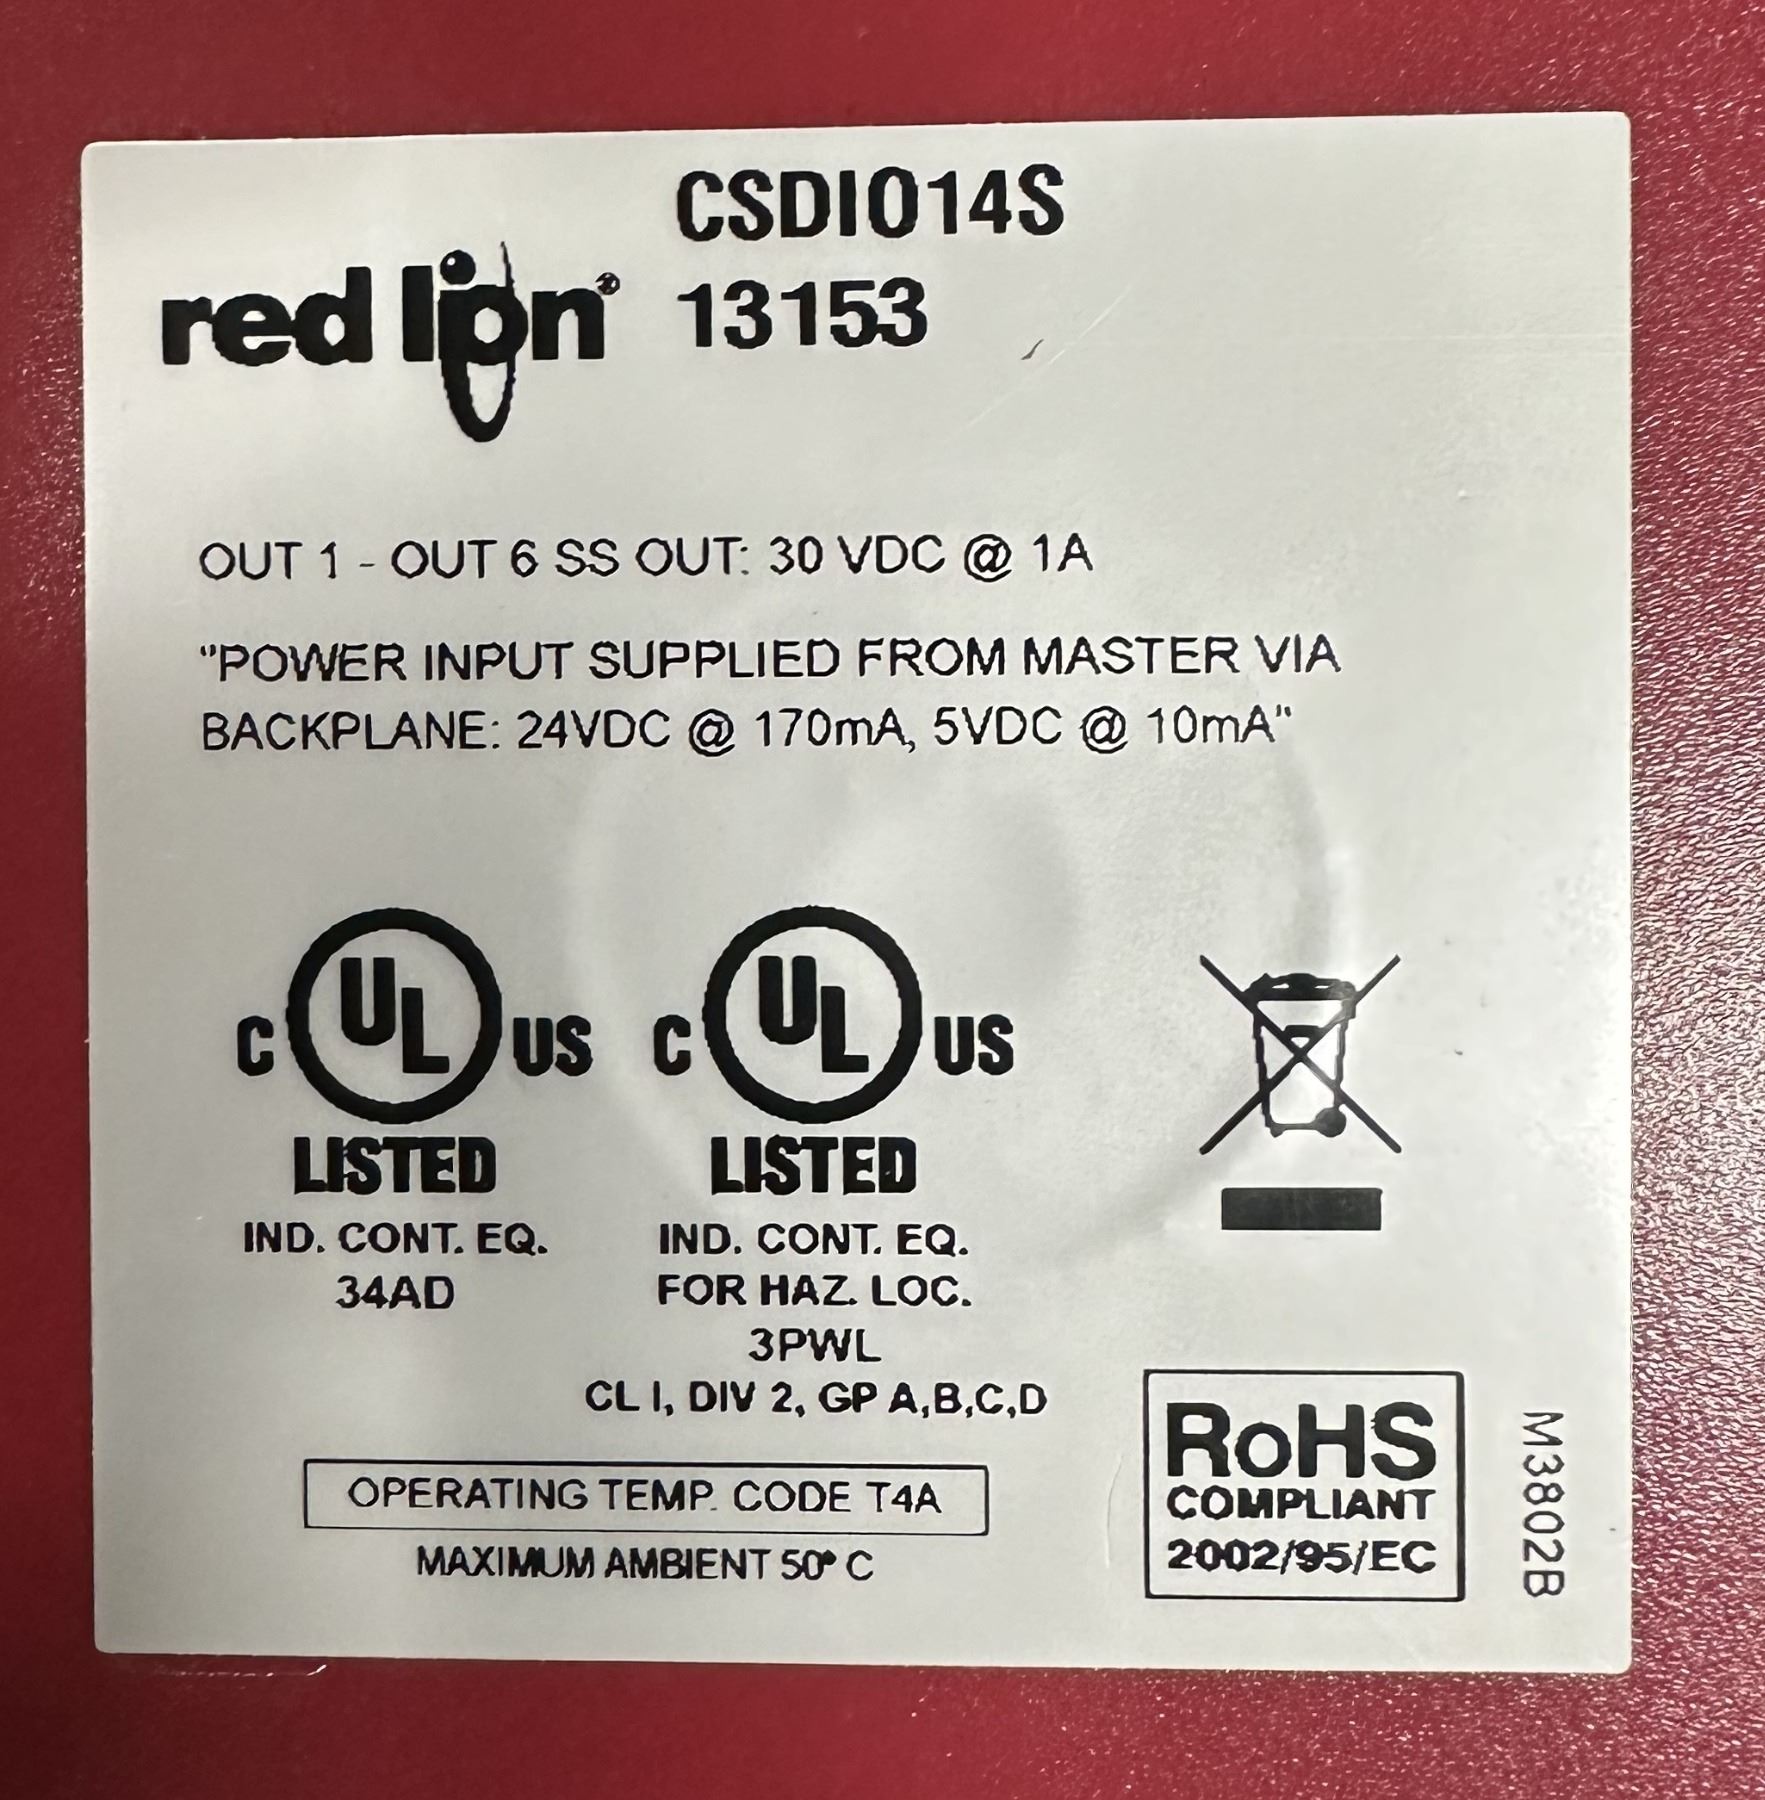 CSDIO14S
red lion®
13153
OUT 1 - OUT 6 SS OUT: 30 VDC @ 1A
"POWER INPUT SUPPLIED FROM MASTER VIA
BACKPLANE: 24VDC @ 170mA, 5VDC @ 10mA"
C UL US
LISTED
IND. CONT. EQ.
34AD
C UL US
LISTED
IND. CONT. EQ.
FOR HAZ. LOC.
3PWL
CL I, DIV 2, GP A,B,C,D
OPERATING TEMP. CODE T4A
MAXIMUM AMBIENT 50° C
RoHS
COMPLIANT
2002/95/EC
M3802B